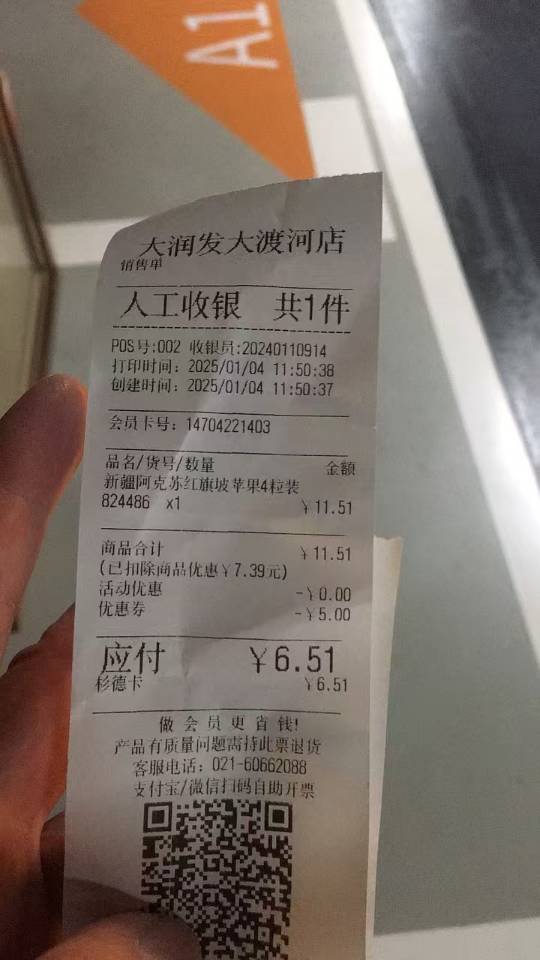 A1
大润发大渡河店
销售单
人工收银 共1件
POS号:002 收银员:20240110914
打印时间：2025/01/04 11:50:38
创建时间：2025/01/04 11:50:37
会员卡号：14704221403
品名/货号/数量 金额
新疆阿克苏红旗坡苹果4粒装
824486 x1 ￥11.51
商品合计 ￥11.51
(已扣除商品优惠￥7.39元)
活动优惠 -￥0.00
优惠券 -￥5.00
应付 ￥6.51
杉德卡 ￥6.51
做会员更省钱!
产品有质量问题需持此票退货
客服电话：021-60662088
支付宝/微信扫码自助开票